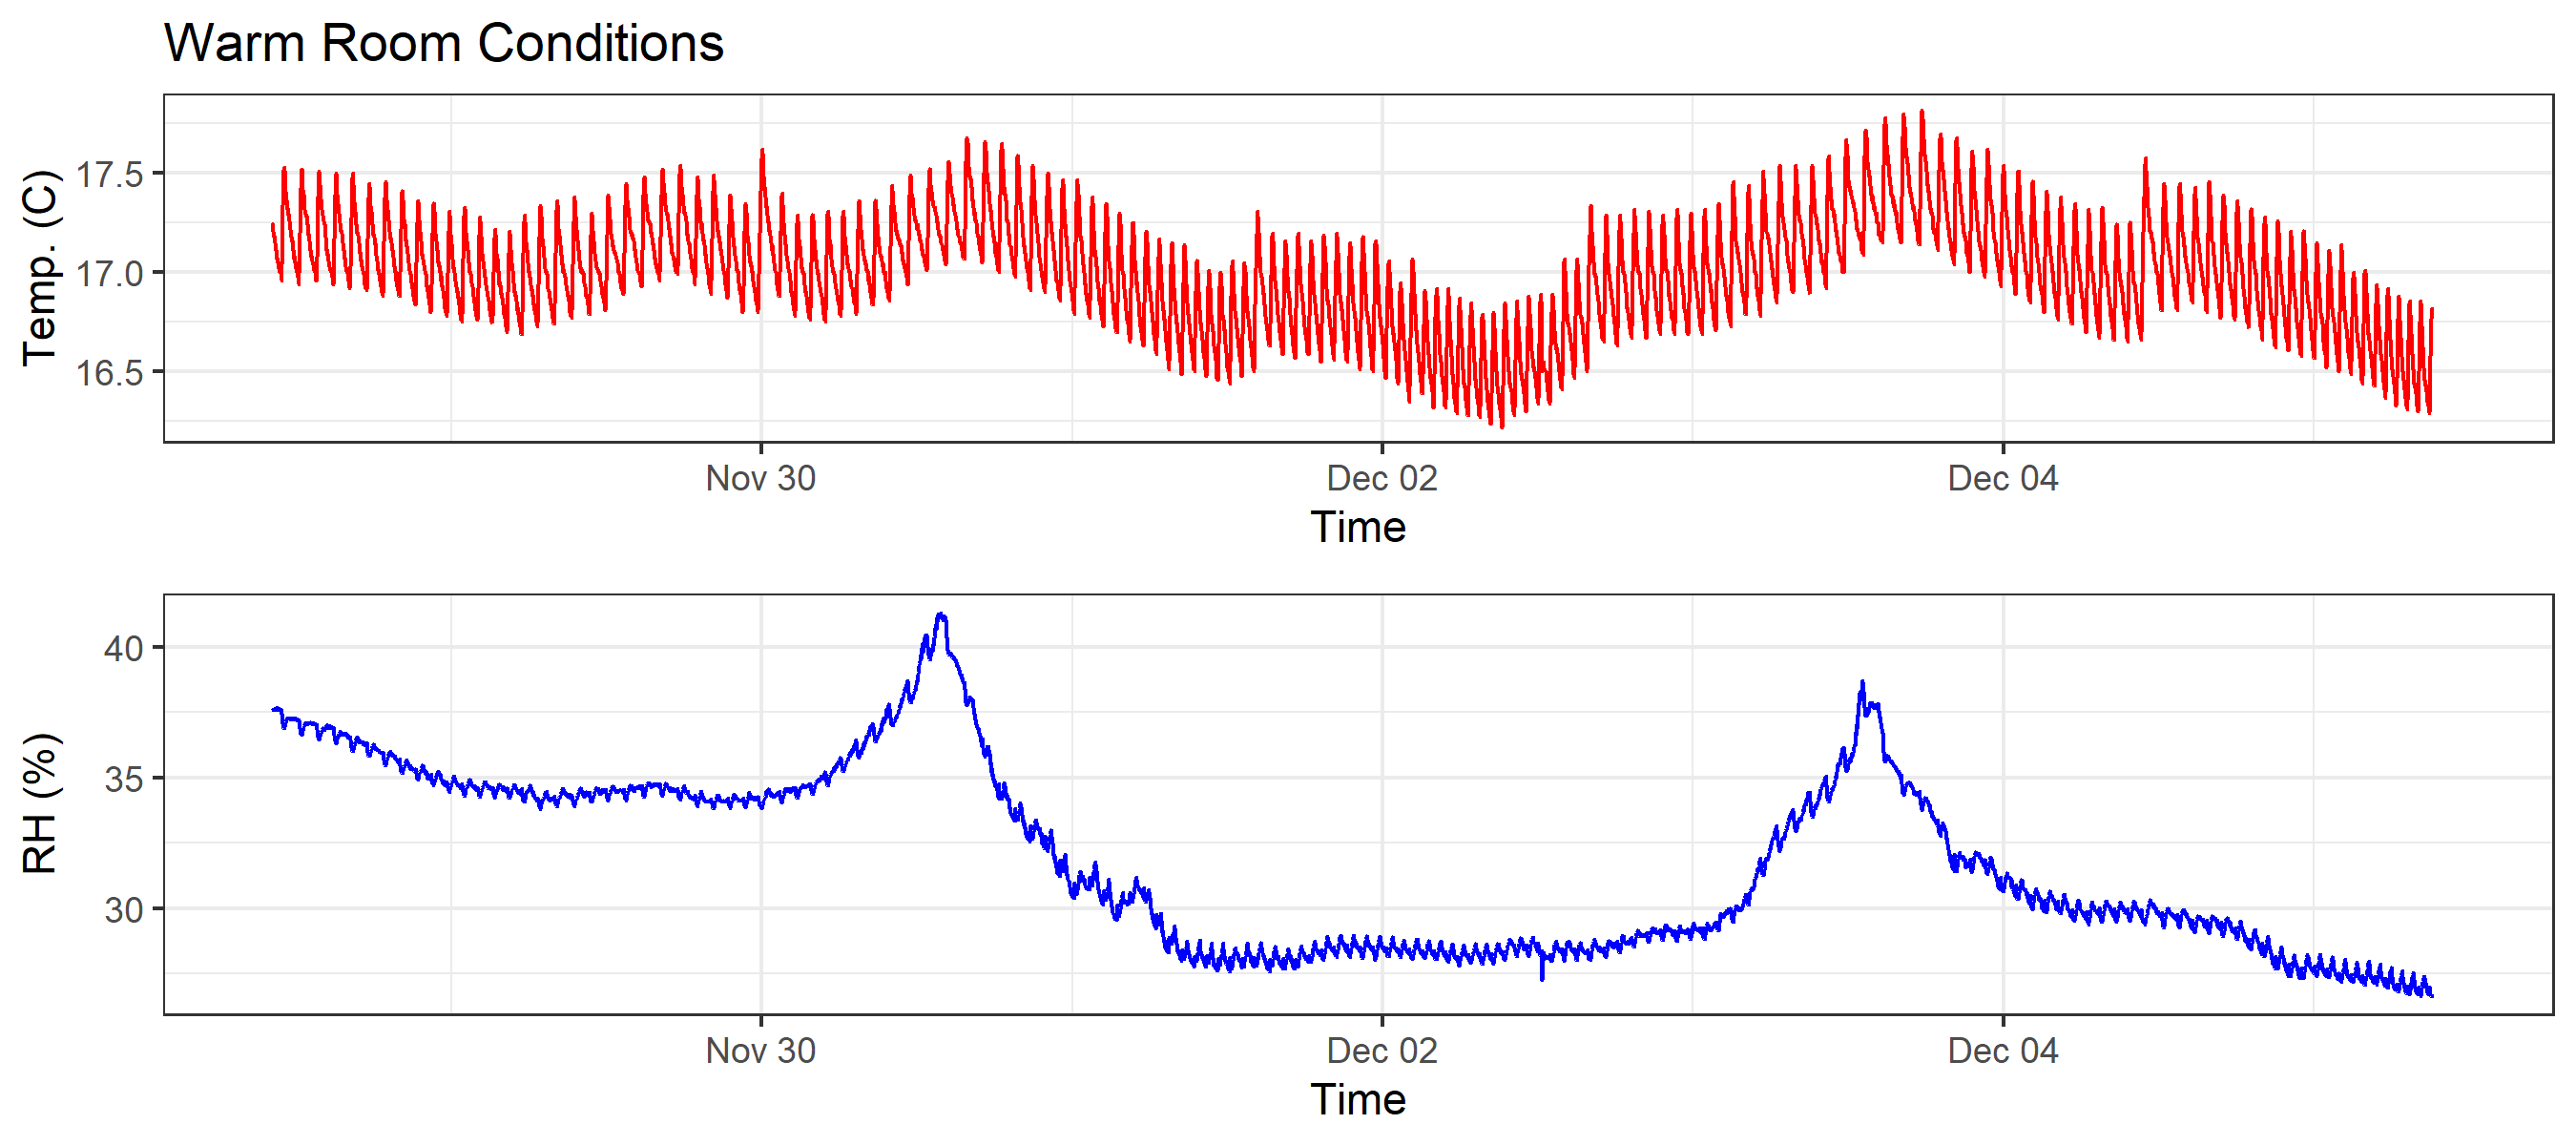 Warm Room Conditions
Temp. (C)
17.5
17.0
16.5
Nov 30 Dec 02 Dec 04
Time
RH (%)
40
35
30
Nov 30 Dec 02 Dec 04
Time